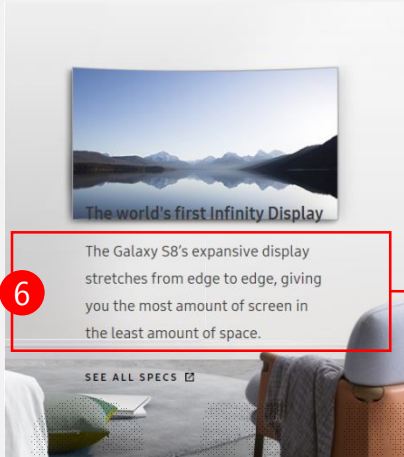 The world's first Infinity Display
The Galaxy S8's expansive display
stretches from edge to edge, giving
you the most amount of screen in
the least amount of space.
6
SEE ALL SPECS